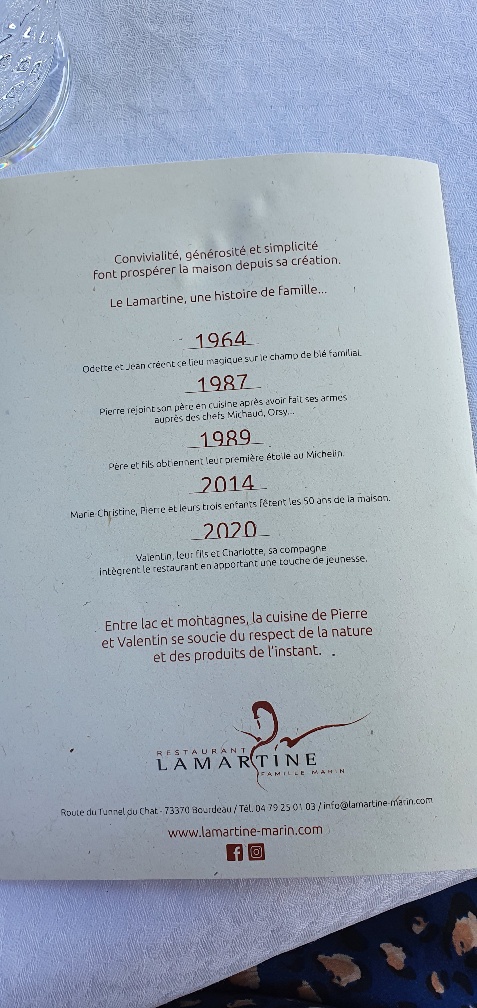 Convivialité, générosité et simplicité
font prospérer la maison depuis sa création.
Le Lamartine, une histoire de famille...
1964
Odette et Jean créent ce lieu magique sur le champ de blé familial.
1987
Pierre rejoint son père en cuisine après avoir fait ses armes
auprès des chefs Michaud, Orsy...
1989
Père et fils obtiennent leur première étoile au Michelin.
2014
Marie-Christine, Pierre et leurs trois enfants fêtent les 50 ans de la maison.
2020
Valentin, leur fils et Charlotte, sa compagne
intègrent le restaurant en apportant une touche de jeunesse.
Entre lac et montagnes, la cuisine de Pierre
et Valentin se soucie du respect de la nature
et des produits de l'instant.
RESTAURANT
LAMARTINE
FAMILLE MARIN
Route du Tunnel du Chat - 73370 Bourdeau / Tél. 04 79 25 01 03 / info@lamartine-marin.com
www.lamartine-marin.com